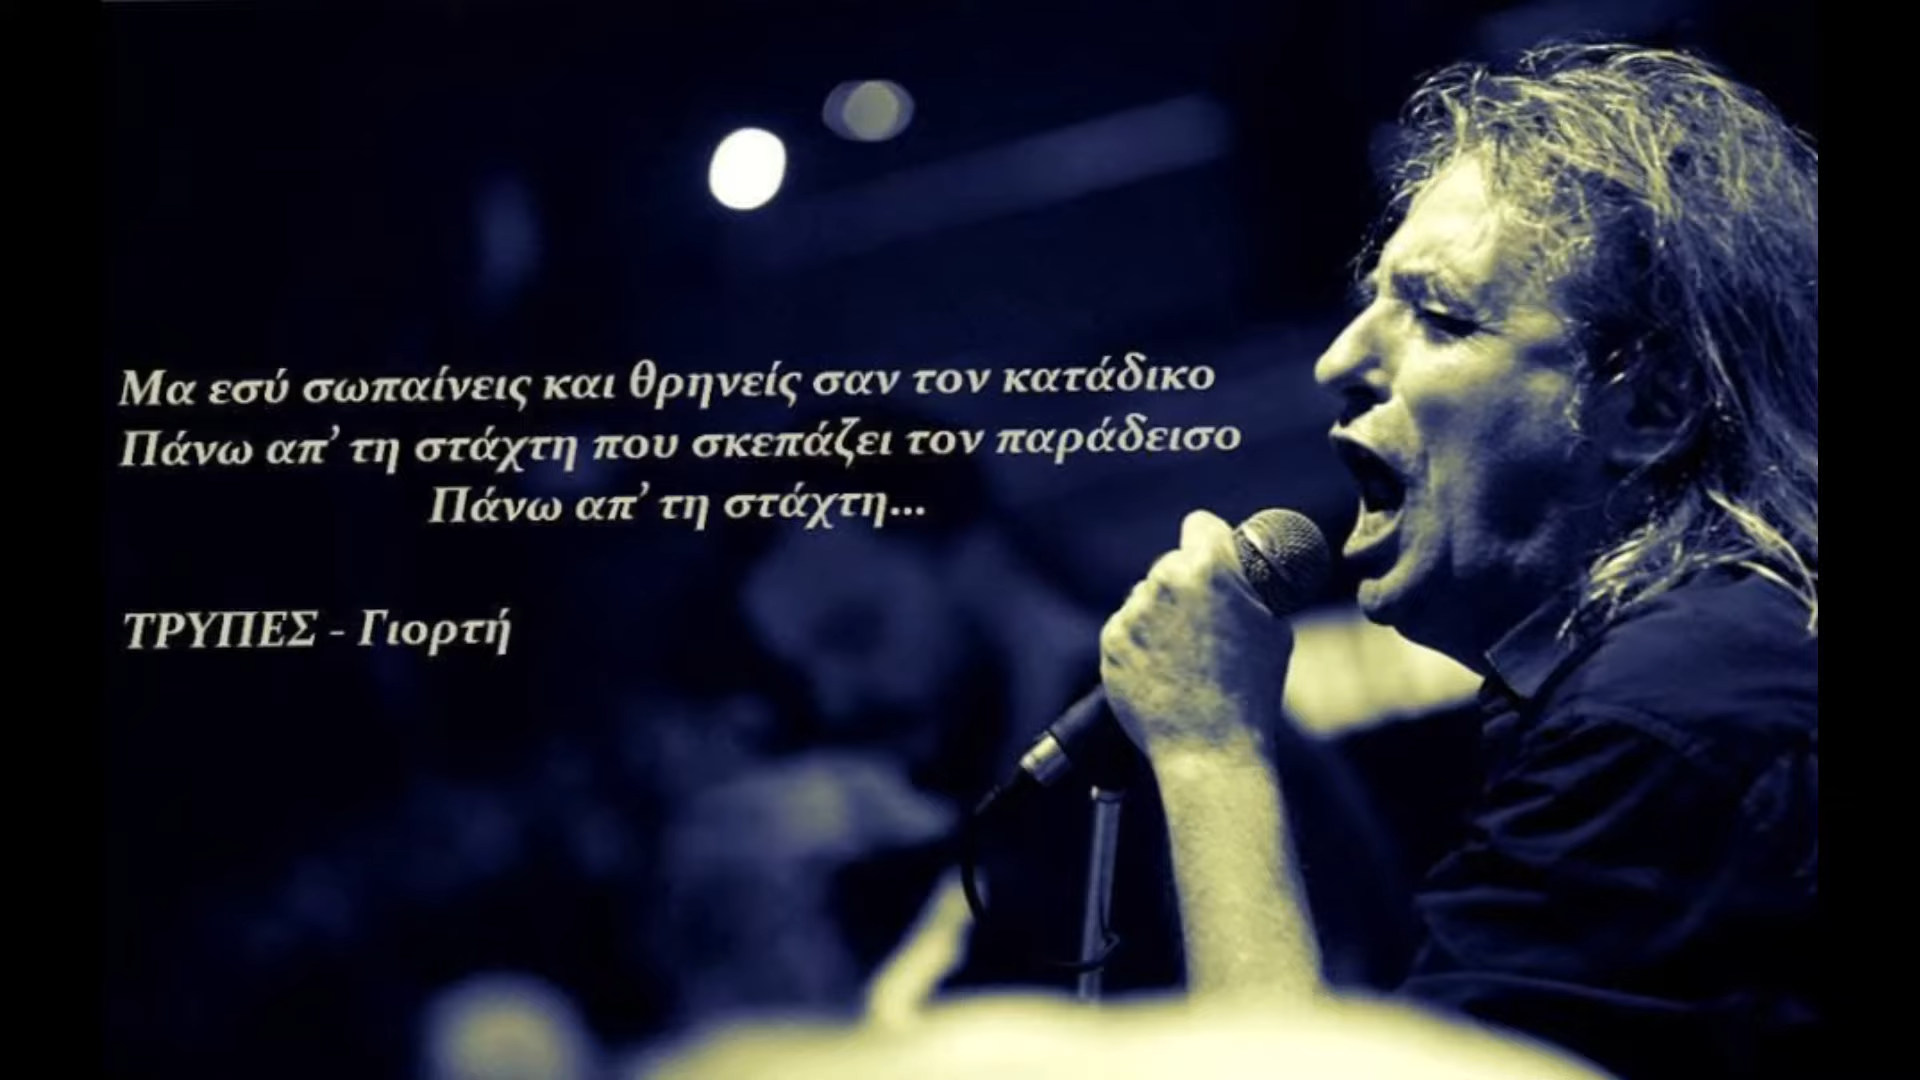 Μα εσύ σωπαίνεις και θρηνείς σαν τον κατάδικο
Πάνω απ’ τη στάχτη που σκεπάζει τον παράδεισο
Πάνω απ’ τη στάχτη...
ΤΡΥΠΕΣ - Γιορτή